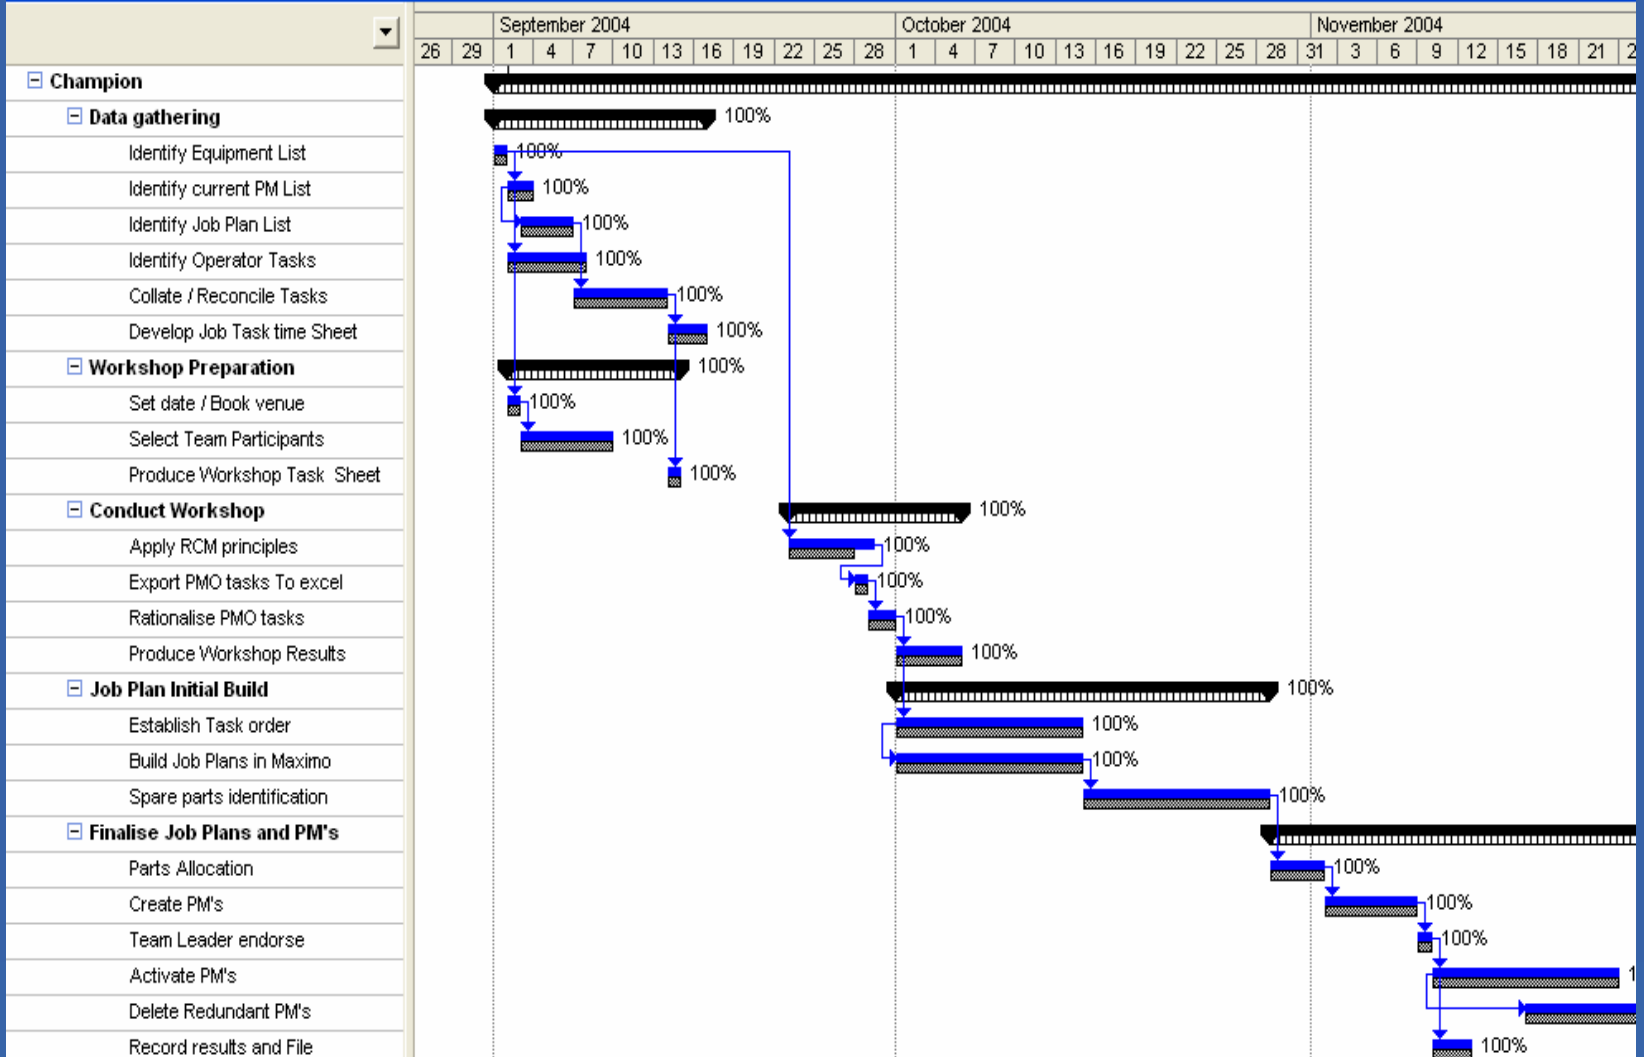 September 2004 October 2004 November 2004
26 29 1 4 7 10 13 16 19 22 25 28 1 4 7 10 13 16 19 22 25 28 31 3 6 9 12 15 18 21
Champion
Data gathering 100%
Identify Equipment List 100%
Identify current PM List 100%
Identify Job Plan List 100%
Identify Operator Tasks 100%
Collate / Reconcile Tasks 100%
Develop Job Task time Sheet 100%
Workshop Preparation 100%
Set date / Book venue 100%
Select Team Participants 100%
Produce Workshop Task Sheet 100%
Conduct Workshop 100%
Apply RCM principles 100%
Export PMO tasks To excel 100%
Rationalise PMO tasks 100%
Produce Workshop Results 100%
Job Plan Initial Build 100%
Establish Task order 100%
Build Job Plans in Maximo 100%
Spare parts identification 100%
Finalise Job Plans and PM's
Parts Allocation 100%
Create PM's 100%
Team Leader endorse 100%
Activate PM's
Delete Redundant PM's
Record results and File 100%